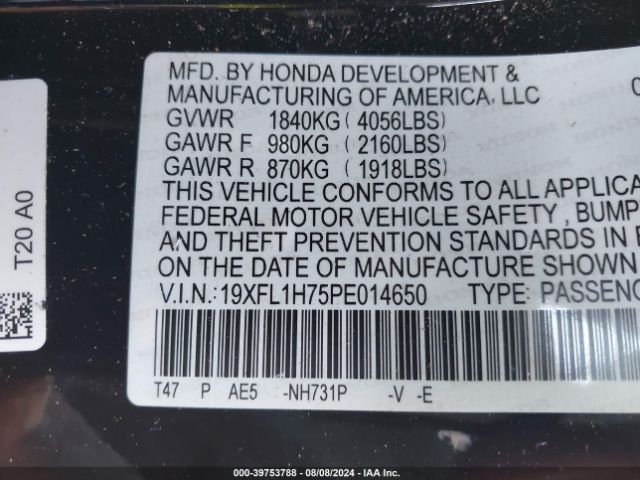 MFD. BY HONDA DEVELOPMENT &
MANUFACTURING OF AMERICA, LLC
GVWR 1840KG ( 4056LBS)
GAWR F 980KG ( 2160LBS)
GAWR R 870KG ( 1918LBS)
THIS VEHICLE CONFORMS TO ALL APPLICA
FEDERAL MOTOR VEHICLE SAFETY , BUMP
AND THEFT PREVENTION STANDARDS IN
ON THE DATE OF MANUFACTURE SHOWN
V.I.N.: 19XFL1H75PE014650 TYPE: PASSENG
T47 P AE5 -NH731P -V -E
T20 A0
000-39753788 - 08/08/2024 - IAA Inc.